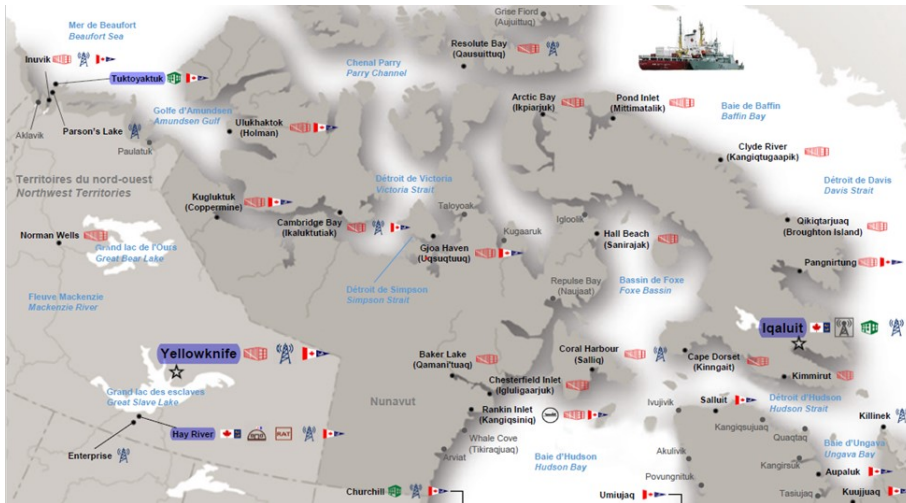 Mer de Beaufort
Beaufort Sea
Grise Fiord
(Aujuittuq)
Resolute Bay
(Qausuittuq)
Inuvik
Tuktoyaktuk
Chenal Parry
Parry Channel
Arctic Bay
(Ikpiarjuk)
Pond Inlet
(Mittimatalik)
Baie de Baffin
Baffin Bay
Golfe d'Amundsen
Amundsen Gulf
Aklavik
Parson's Lake
Paulatuk
Ulukhaktok
(Holman)
Clyde River
(Kangiqtugaapik)
Territoires du nord-ouest
Northwest Territories
Détroit de Victoria
Victoria Strait
Détroit de Davis
Davis Strait
Kugluktuk
(Coppermine)
Cambridge Bay
(Ikaluktutiak)
Taloyoak
Igloolik
Qikiqtarjuaq
(Broughton Island)
Norman Wells
Grand lac de l'Ours
Great Bear Lake
Gjoa Haven
(Uqsuqtuuq)
Kugaaruk
Hall Beach
(Sanirajak)
Pangnirtung
Fleuve Mackenzie
Mackenzie River
Détroit de Simpson
Simpson Strait
Repulse Bay
(Naujaat)
Bassin de Foxe
Foxe Bassin
Yellowknife
Iqaluit
Baker Lake
(Qamani'tuaq)
Coral Harbour
(Salliq)
Cape Dorset
(Kinngait)
Kimmirut
Chesterfield Inlet
(Igluligaarjuk)
Grand lac des esclaves
Great Slave Lake
Nunavut
Rankin Inlet
(Kangiqsiniq)
Détroit d'Hudson
Hudson Strait
Ivujivik
Salluit
Kangiqsujuaq
Killinek
Hay River
RAT
Whale Cove
(Tikiraqjuaq)
Quaqtaq
Baie d'Ungava
Ungava Bay
Enterprise
Arviat
Baie d'Hudson
Hudson Bay
Akulivik
Kangirsuk
Povungnituk
Aupaluk
Churchill
Umiujaq
Tasiujaq
Kuujjuaq